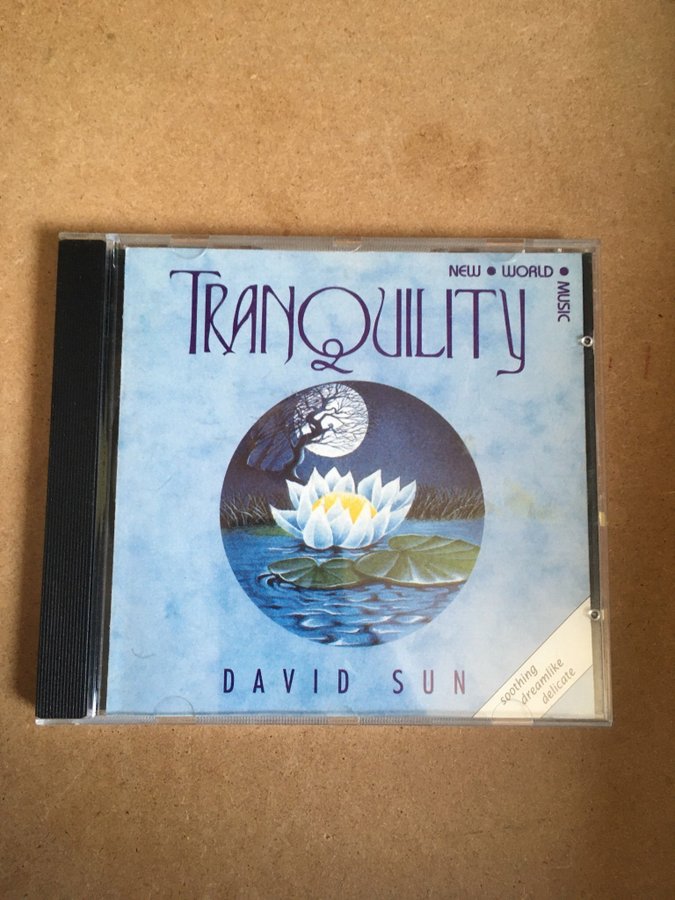 NEW • WORLD •
MUSIC
TRANQUILITY
DAVID SUN
soothing
dreamlike
delicate